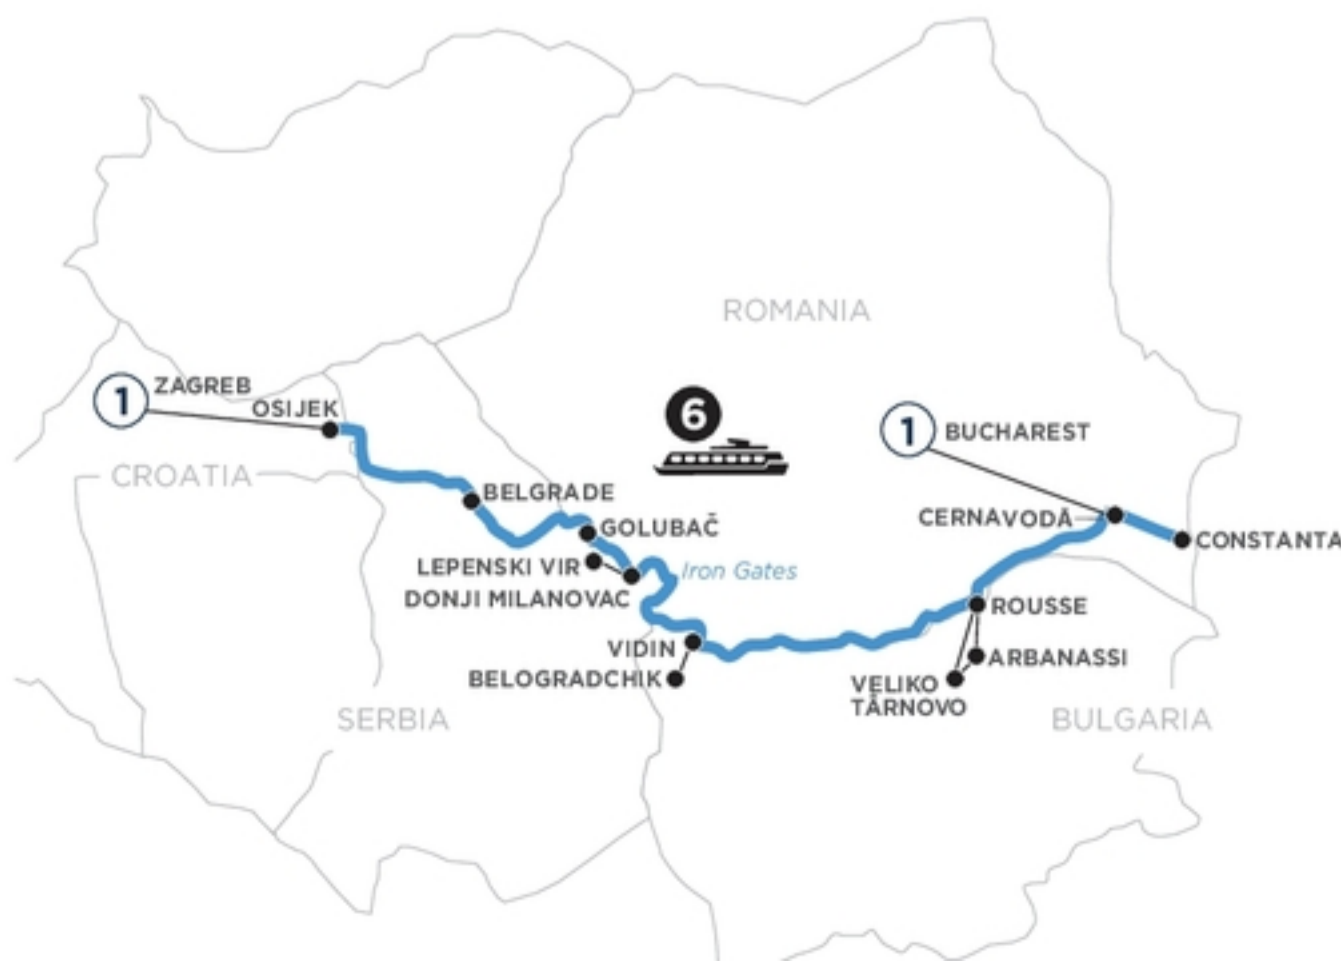 ROMANIA
1
ZAGREB
OSIJEK
6
1
BUCHAREST
CROATIA
BELGRADE
GOLUBAČ
CERNAVODĂ
CONSTANTA
LEPENSKI VIR
Iron Gates
DONJI MILANOVAC
ROUSSE
VIDIN
ARBANASSI
BELOGRADCHIK
VELIKO
TÂRNOVO
SERBIA
BULGARIA